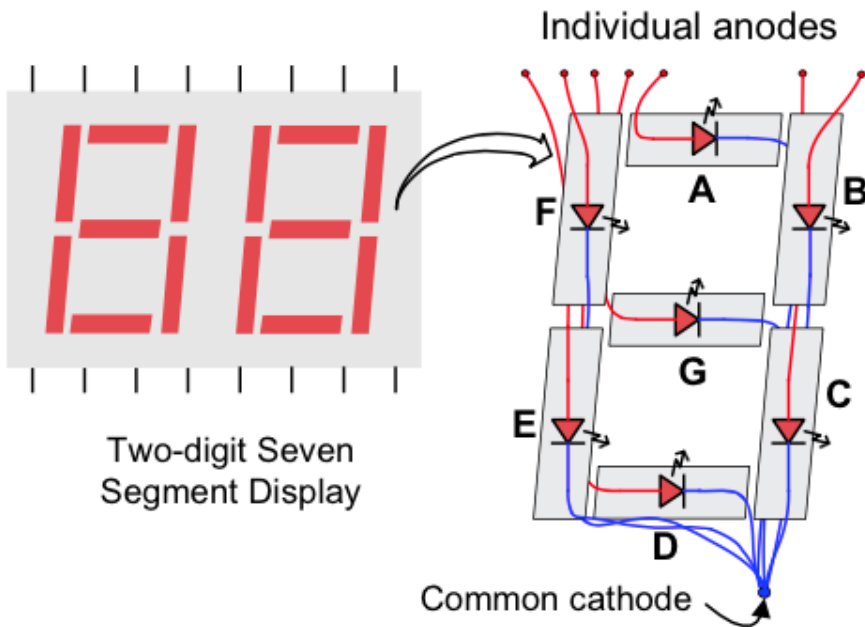 Individual anodes
A
B
F
G
C
E
Two-digit Seven
Segment Display
D
Common cathode